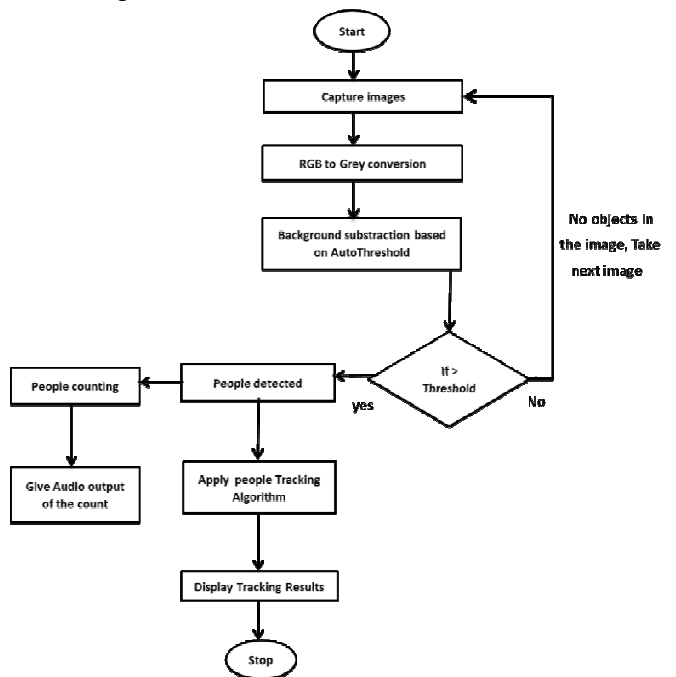 Start
Capture images
RGB to Grey conversion
Background substraction based
on AutoThreshold
No objects in
the image, Take
next image
If >
Threshold
No
yes
People detected
People counting
Give Audio output
of the count
Apply people Tracking
Algorithm
Display Tracking Results
Stop